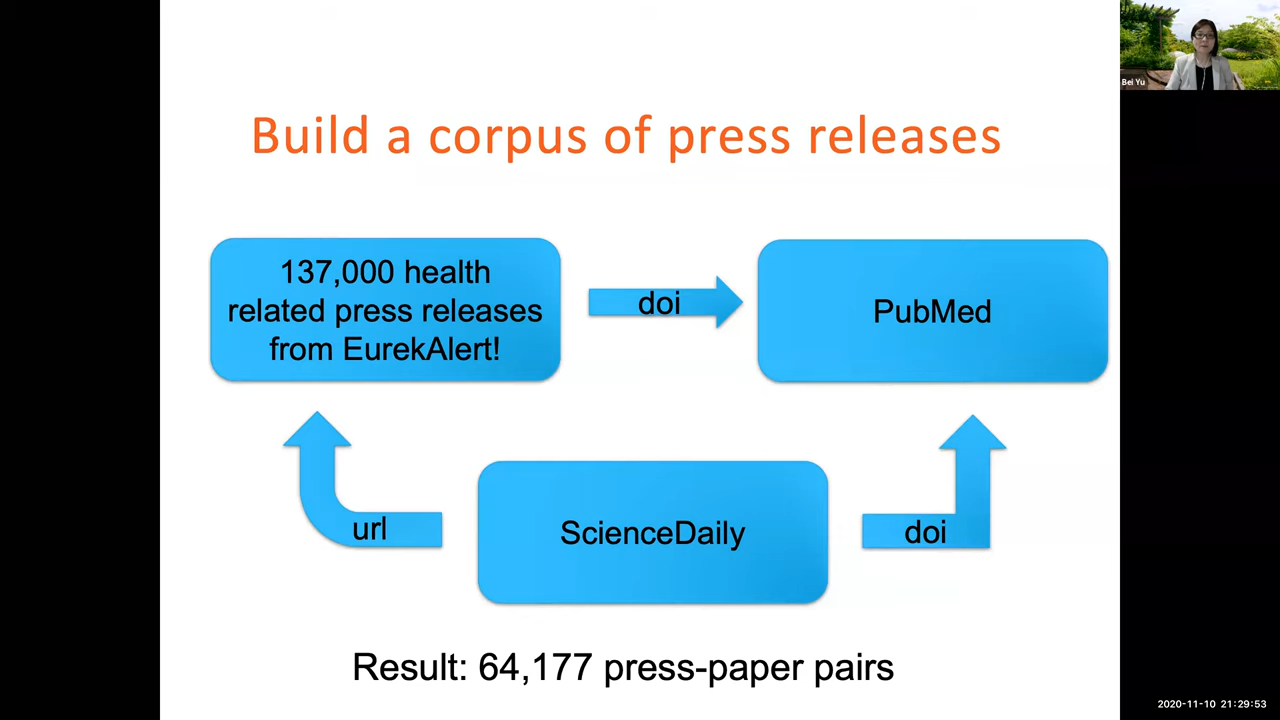 Bei Yu
Build a corpus of press releases
137,000 health
related press releases
from EurekAlert!
doi
PubMed
url
ScienceDaily
doi
Result: 64,177 press-paper pairs
2020-11-10 21:29:53